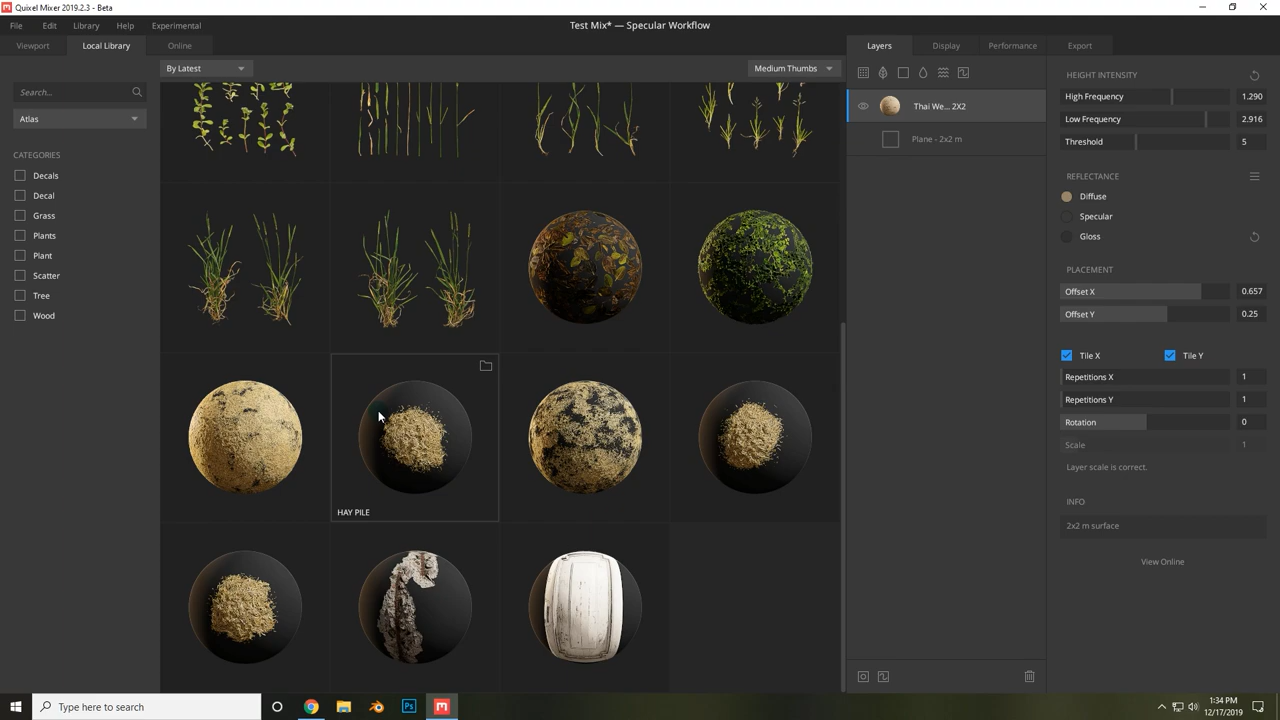 Quixel Mixer 2019.2.3 - Beta
File Edit Library Help Experimental
Test Mix* — Specular Workflow
Viewport Local Library Online
Layers Display Performance Export
By Latest
Medium Thumbs
Search...
Atlas
CATEGORIES
Decals
Decal
Grass
Plants
Plant
Scatter
Tree
Wood
HAY PILE
Thai We... 2X2
Plane - 2x2 m
HEIGHT INTENSITY
High Frequency 1.290
Low Frequency 2.916
Threshold 5
REFLECTANCE
Diffuse
Specular
Gloss
PLACEMENT
Offset X 0.657
Offset Y 0.25
Tile X Tile Y
Repetitions X 1
Repetitions Y 1
Rotation 0
Scale 1
Layer scale is correct.
INFO
2x2 m surface
View Online
Type here to search
Ps
1:34 PM
12/17/2019